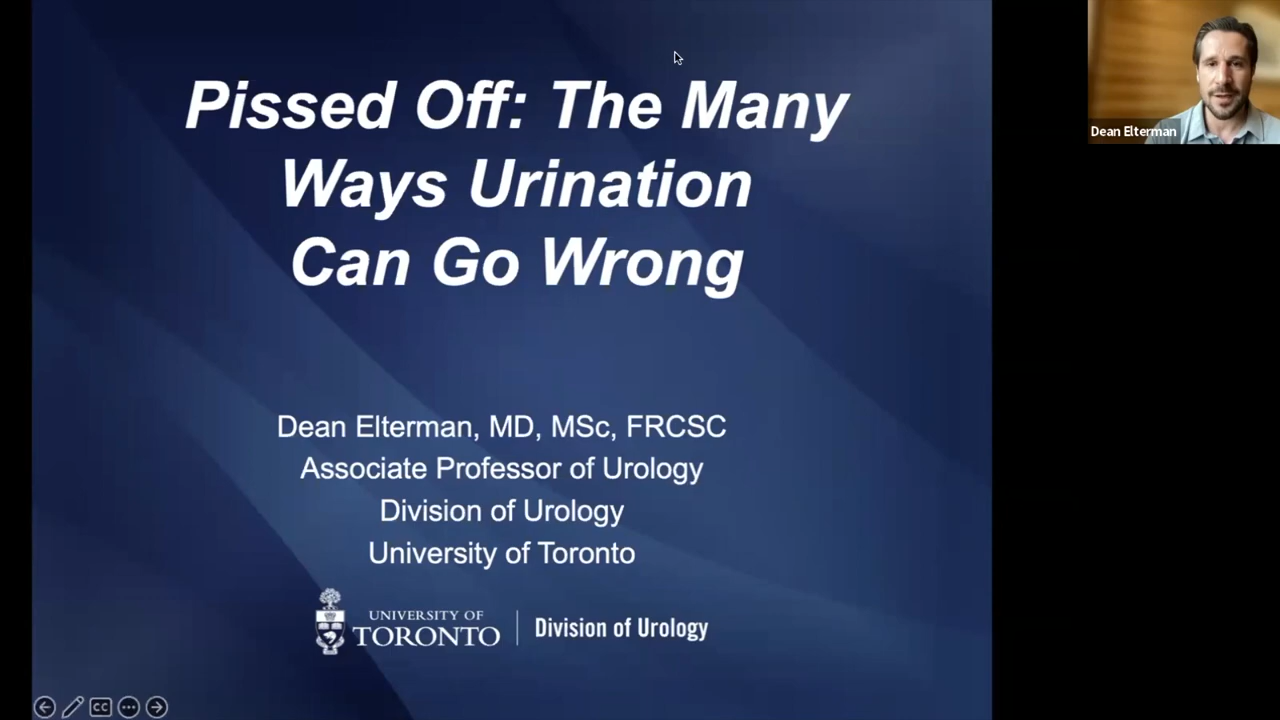 Pissed Off: The Many
Ways Urination
Can Go Wrong
Dean Elterman, MD, MSc, FRCSC
Associate Professor of Urology
Division of Urology
University of Toronto
UNIVERSITY OF
TORONTO
Division of Urology
CC
Dean Elterman